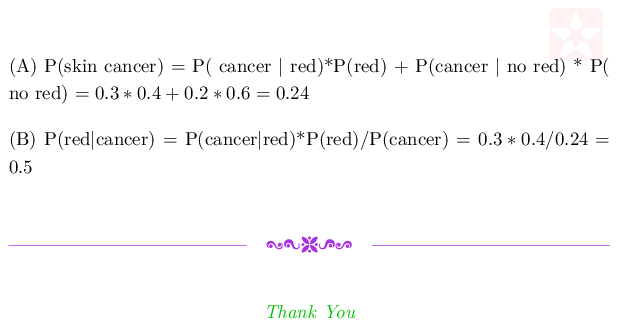 (A) P(skin cancer) = P( cancer | red)*P(red) + P(cancer | no red) * P(
no red) = 0.3 ∗ 0.4 + 0.2 ∗ 0.6 = 0.24
(B) P(red|cancer) = P(cancer|red)*P(red)/P(cancer) = 0.3 ∗ 0.4/0.24 =
0.5
Thank You